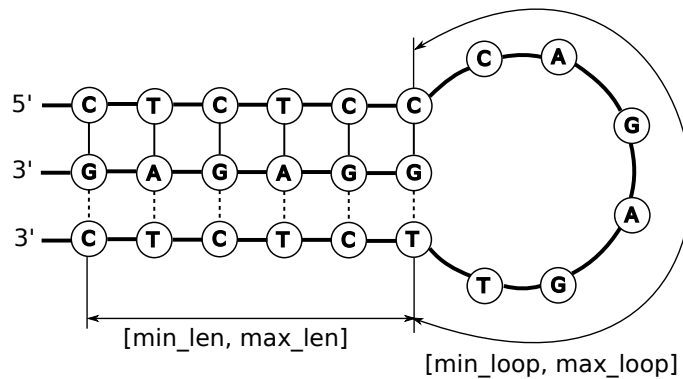 5' C T C T C C C A
G
3' G A G A G G
A
3' C T C T C T T G
[min_len, max_len]
[min_loop, max_loop]